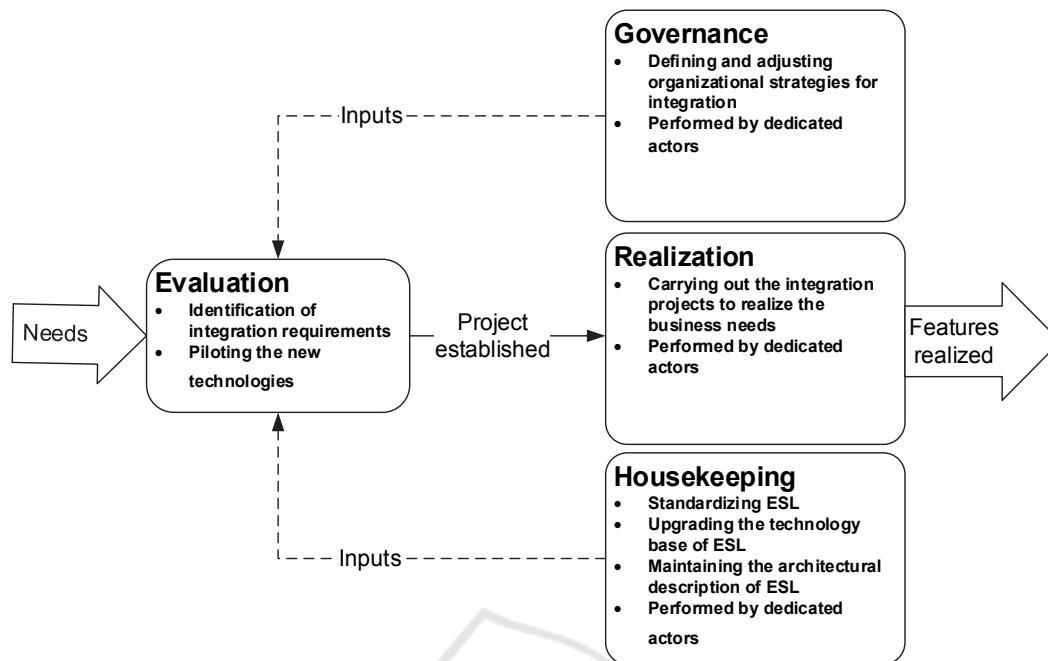 Governance
• Defining and adjusting
organizational strategies for
integration
• Performed by dedicated
actors
Inputs
Needs
Evaluation
• Identification of
integration requirements
• Piloting the new
technologies
Project
established
Realization
• Carrying out the integration
projects to realize the
business needs
• Performed by dedicated
actors
Features
realized
Inputs
Housekeeping
• Standardizing ESL
• Upgrading the technology
base of ESL
• Maintaining the architectural
description of ESL
• Performed by dedicated
actors